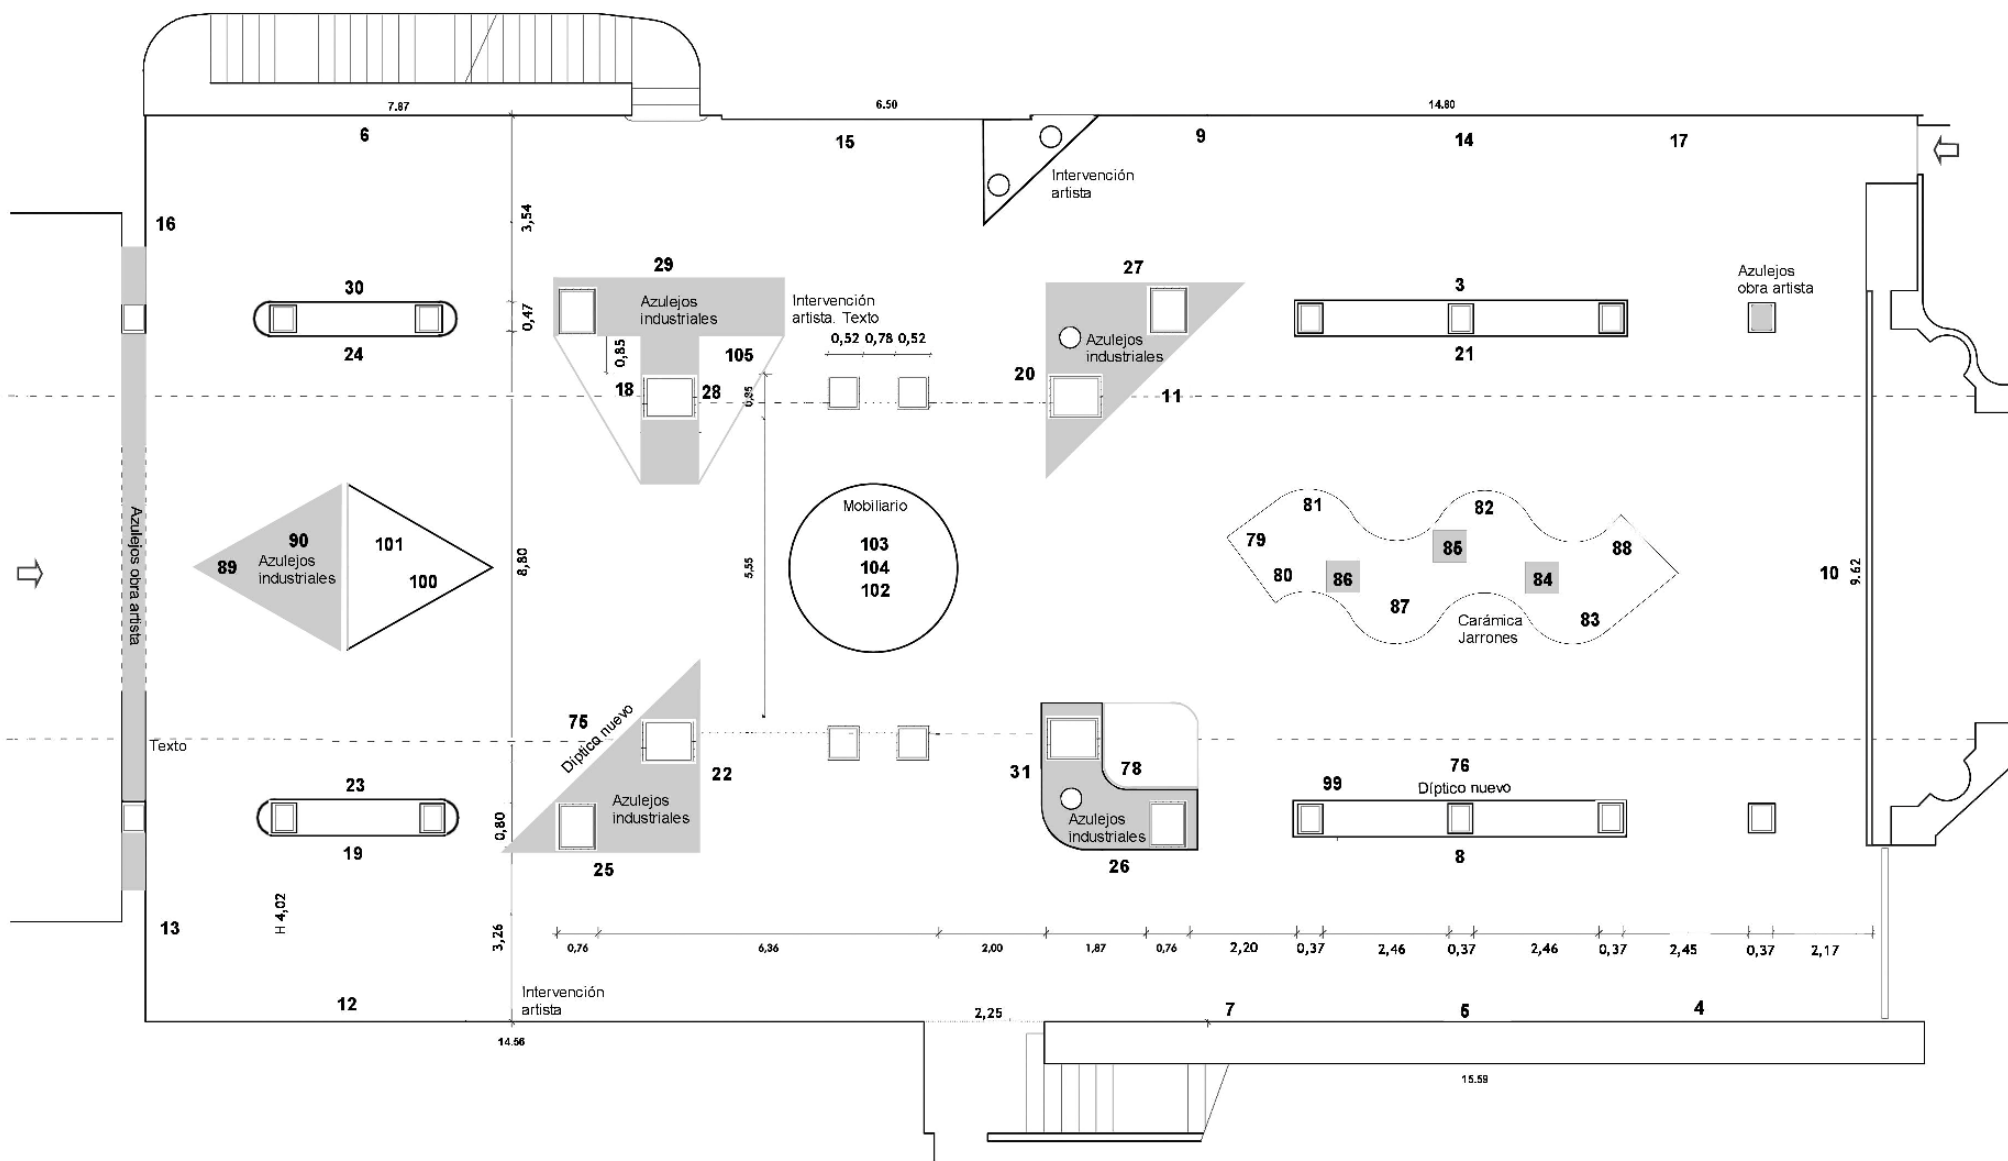 7.87
6.50
14.80
6
15
9
14
17
Intervención
artista
16
3,54
29
27
Azulejos
obra artista
30
3
Azulejos
industriales
Intervención
artista. Texto
0,47
0,52 0,78 0,52
Azulejos
industriales
24
0,85
105
21
18
28
0,85
20
11
Azulejos obra artista
81
82
Mobiliario
79
88
90
101
103
85
89
Azulejos
industriales
100
8,80
5,55
104
102
80
86
84
10
9.62
87
83
Carámica
Jarrones
75
Díptico nuevo
Texto
22
31
78
76
23
99
Díptico nuevo
Azulejos
industriales
0,80
Azulejos
industriales
19
25
26
8
H 4,02
13
3,26
0,76
6,36
2,00
1,87
0,76
2,20
0,37
2,46
0,37
2,46
0,37
2,45
0,37
2,17
12
Intervención
artista
2,25
7
5
4
14.56
15.59